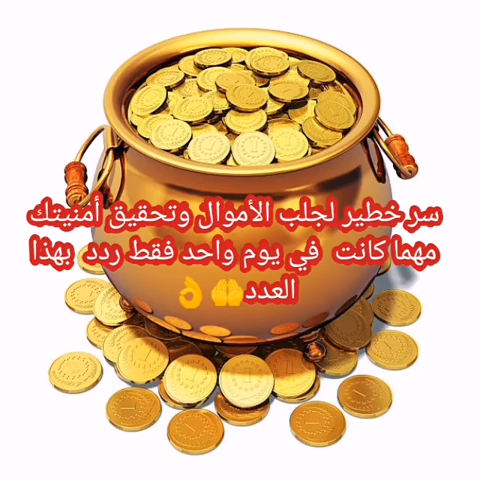 سر خطير لجلب الأموال وتحقيق أمنيتك
مهما كانت في يوم واحد فقط ردد بهذا
العدد🤲👌